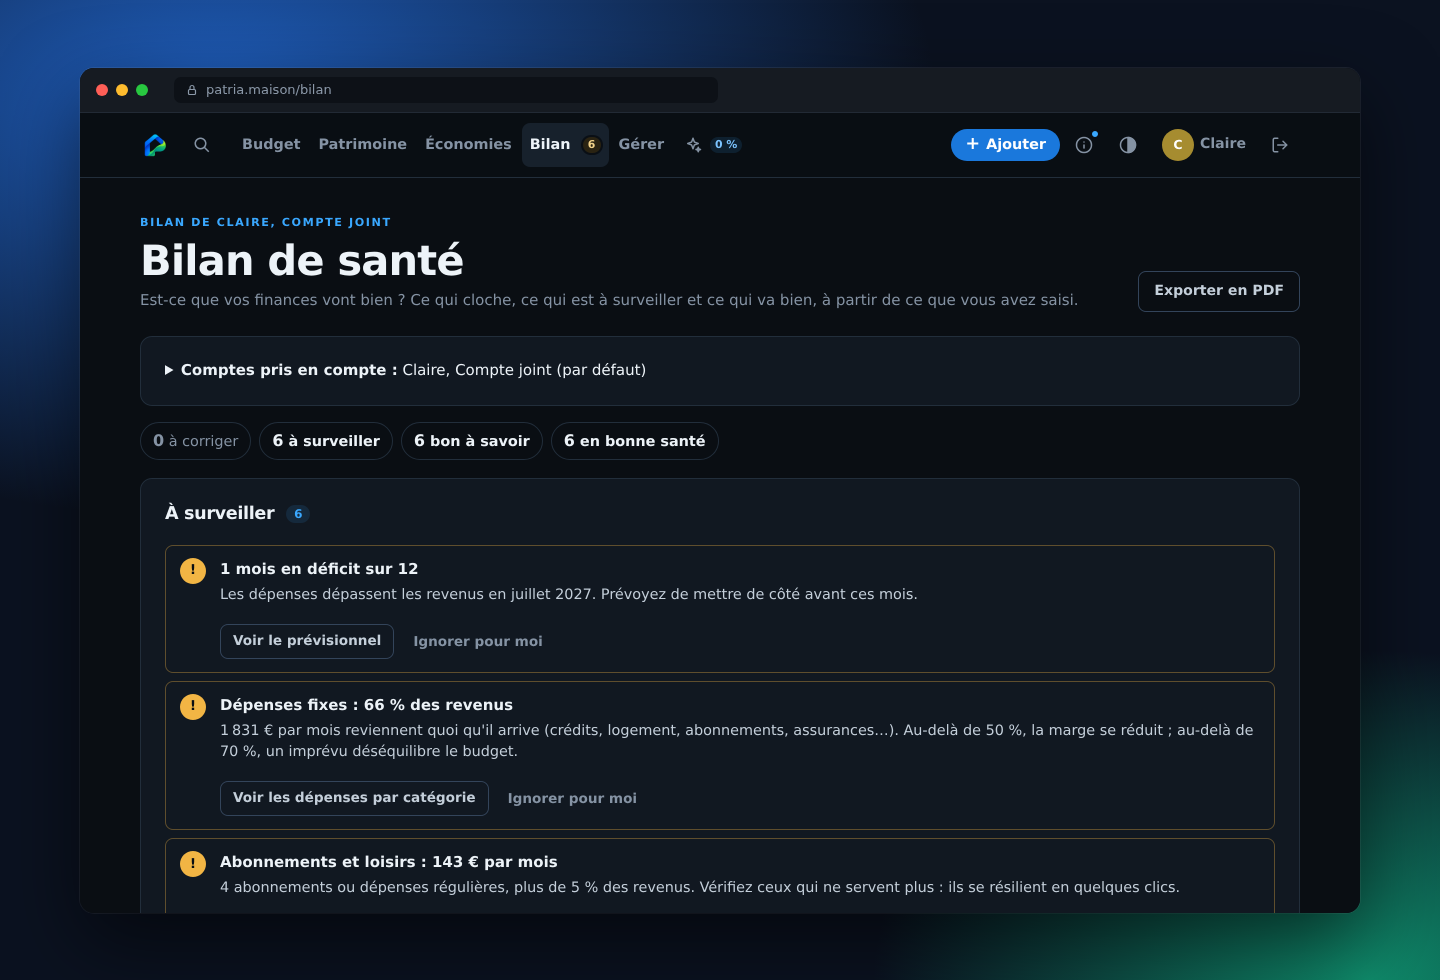 patria.maison/bilan
Budget Patrimoine Économies Bilan 6 Gérer 0 % + Ajouter C Claire
BILAN DE CLAIRE, COMPTE JOINT
Bilan de santé
Est-ce que vos finances vont bien ? Ce qui cloche, ce qui est à surveiller et ce qui va bien, à partir de ce que vous avez saisi.
Exporter en PDF
Comptes pris en compte : Claire, Compte joint (par défaut)
0 à corriger 6 à surveiller 6 bon à savoir 6 en bonne santé
À surveiller 6
! 1 mois en déficit sur 12
Les dépenses dépassent les revenus en juillet 2027. Prévoyez de mettre de côté avant ces mois.
Voir le prévisionnel Ignorer pour moi
! Dépenses fixes : 66 % des revenus
1 831 € par mois reviennent quoi qu'il arrive (crédits, logement, abonnements, assurances…). Au-delà de 50 %, la marge se réduit ; au-delà de
70 %, un imprévu déséquilibre le budget.
Voir les dépenses par catégorie Ignorer pour moi
! Abonnements et loisirs : 143 € par mois
4 abonnements ou dépenses régulières, plus de 5 % des revenus. Vérifiez ceux qui ne servent plus : ils se résilient en quelques clics.